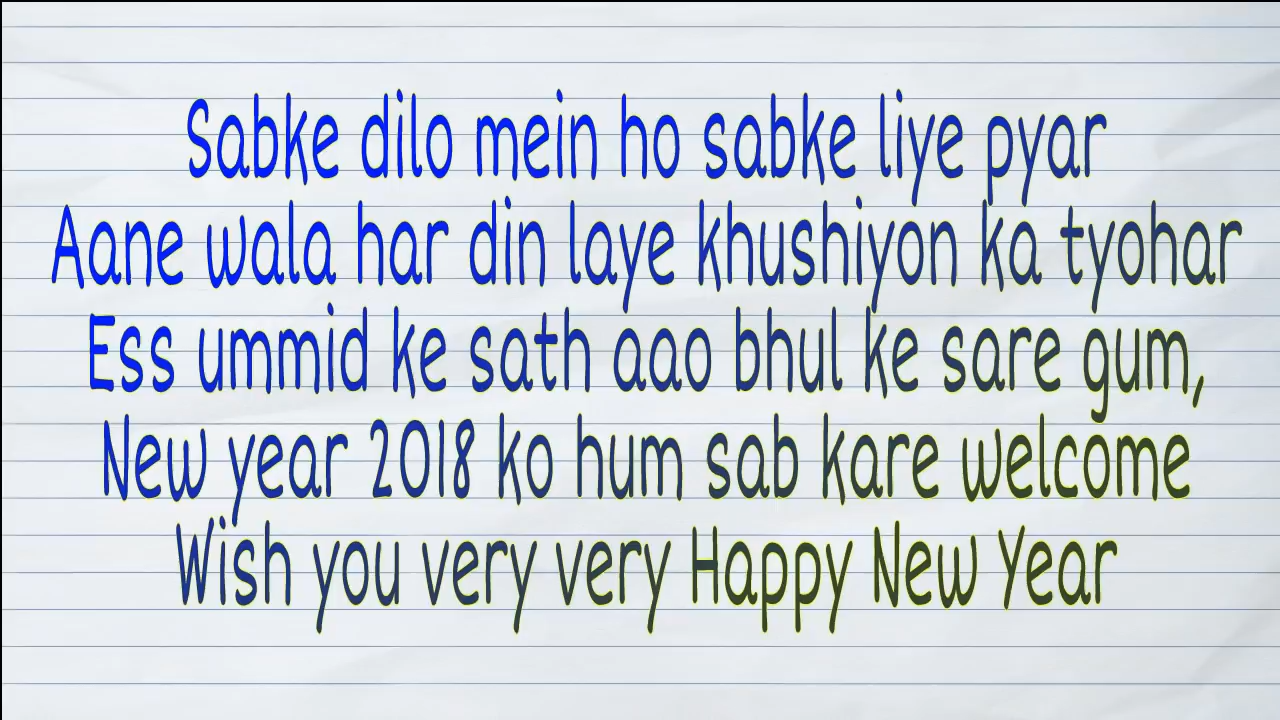 Sabke dilo mein ho sabke liye pyar
Aane wala har din laye khushiyon ka tyohar
Ess ummid ke sath aao bhul ke sare gum,
New year 2018 ko hum sab kare welcome
Wish you very very Happy New Year